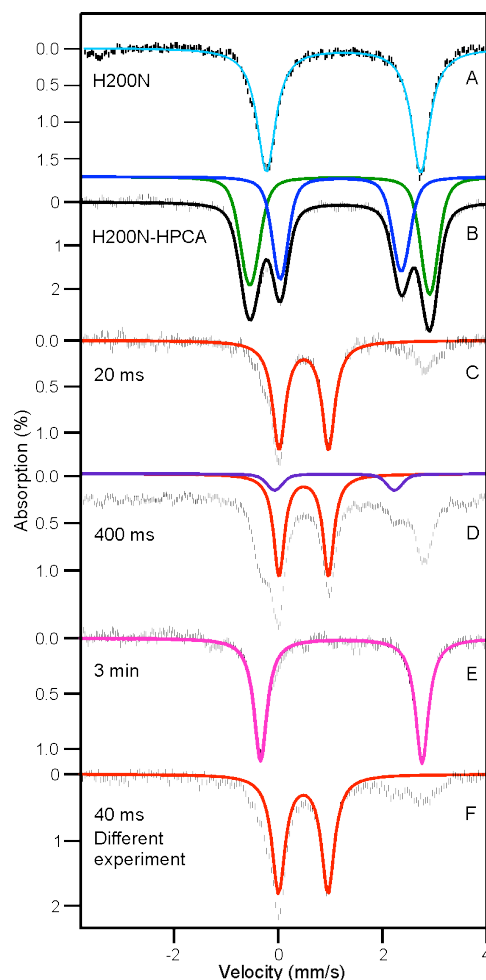 0.0
0.5
1.0
1.5
H200N
A
0
1
2
H200N-HPCA
B
0.0
0.5
1.0
20 ms
C
0.0
0.5
1.0
400 ms
D
0.0
0.5
1.0
3 min
E
0
1
2
40 ms
Different
experiment
F
Absorption (%)
-2
0
2
4
Velocity (mm/s)